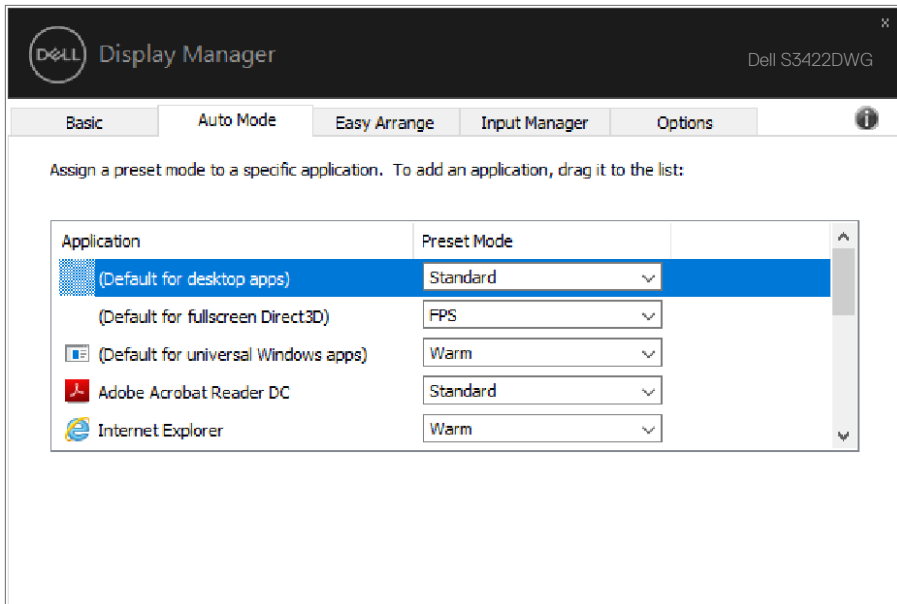 DELL Display Manager
x
Dell S3422DWG
Basic Auto Mode Easy Arrange Input Manager Options
Assign a preset mode to a specific application. To add an application, drag it to the list:
Application Preset Mode
(Default for desktop apps) Standard
(Default for fullscreen Direct3D) FPS
(Default for universal Windows apps) Warm
Adobe Acrobat Reader DC Standard
Internet Explorer Warm